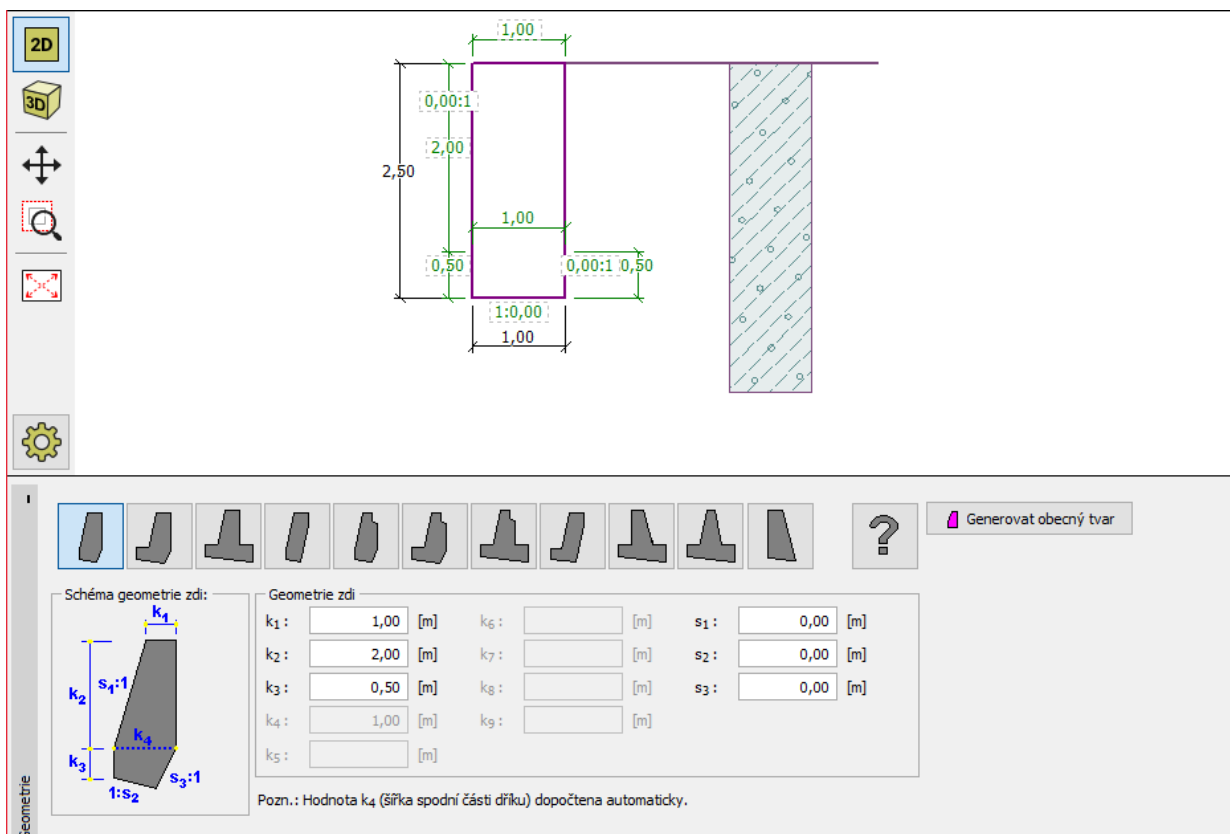 2D
1,00
3D
0,00:1
2,00
2,50
1,00
0,50
0,00:1 0,50
1:0,00
1,00
Generovat obecný tvar
Schéma geometrie zdi:
Geometrie zdi
k1
k1 : 1,00 [m] k6 : [m] s1 : 0,00 [m]
k2 : 2,00 [m] k7 : [m] s2 : 0,00 [m]
k2 s1:1
k3 : 0,50 [m] k8 : [m] s3 : 0,00 [m]
k4 : 1,00 [m] k9 : [m]
k4
k3
k5 : [m]
s3:1
1:s2
Pozn.: Hodnota k4 (šířka spodní části dříku) dopočtena automaticky.
Geometrie